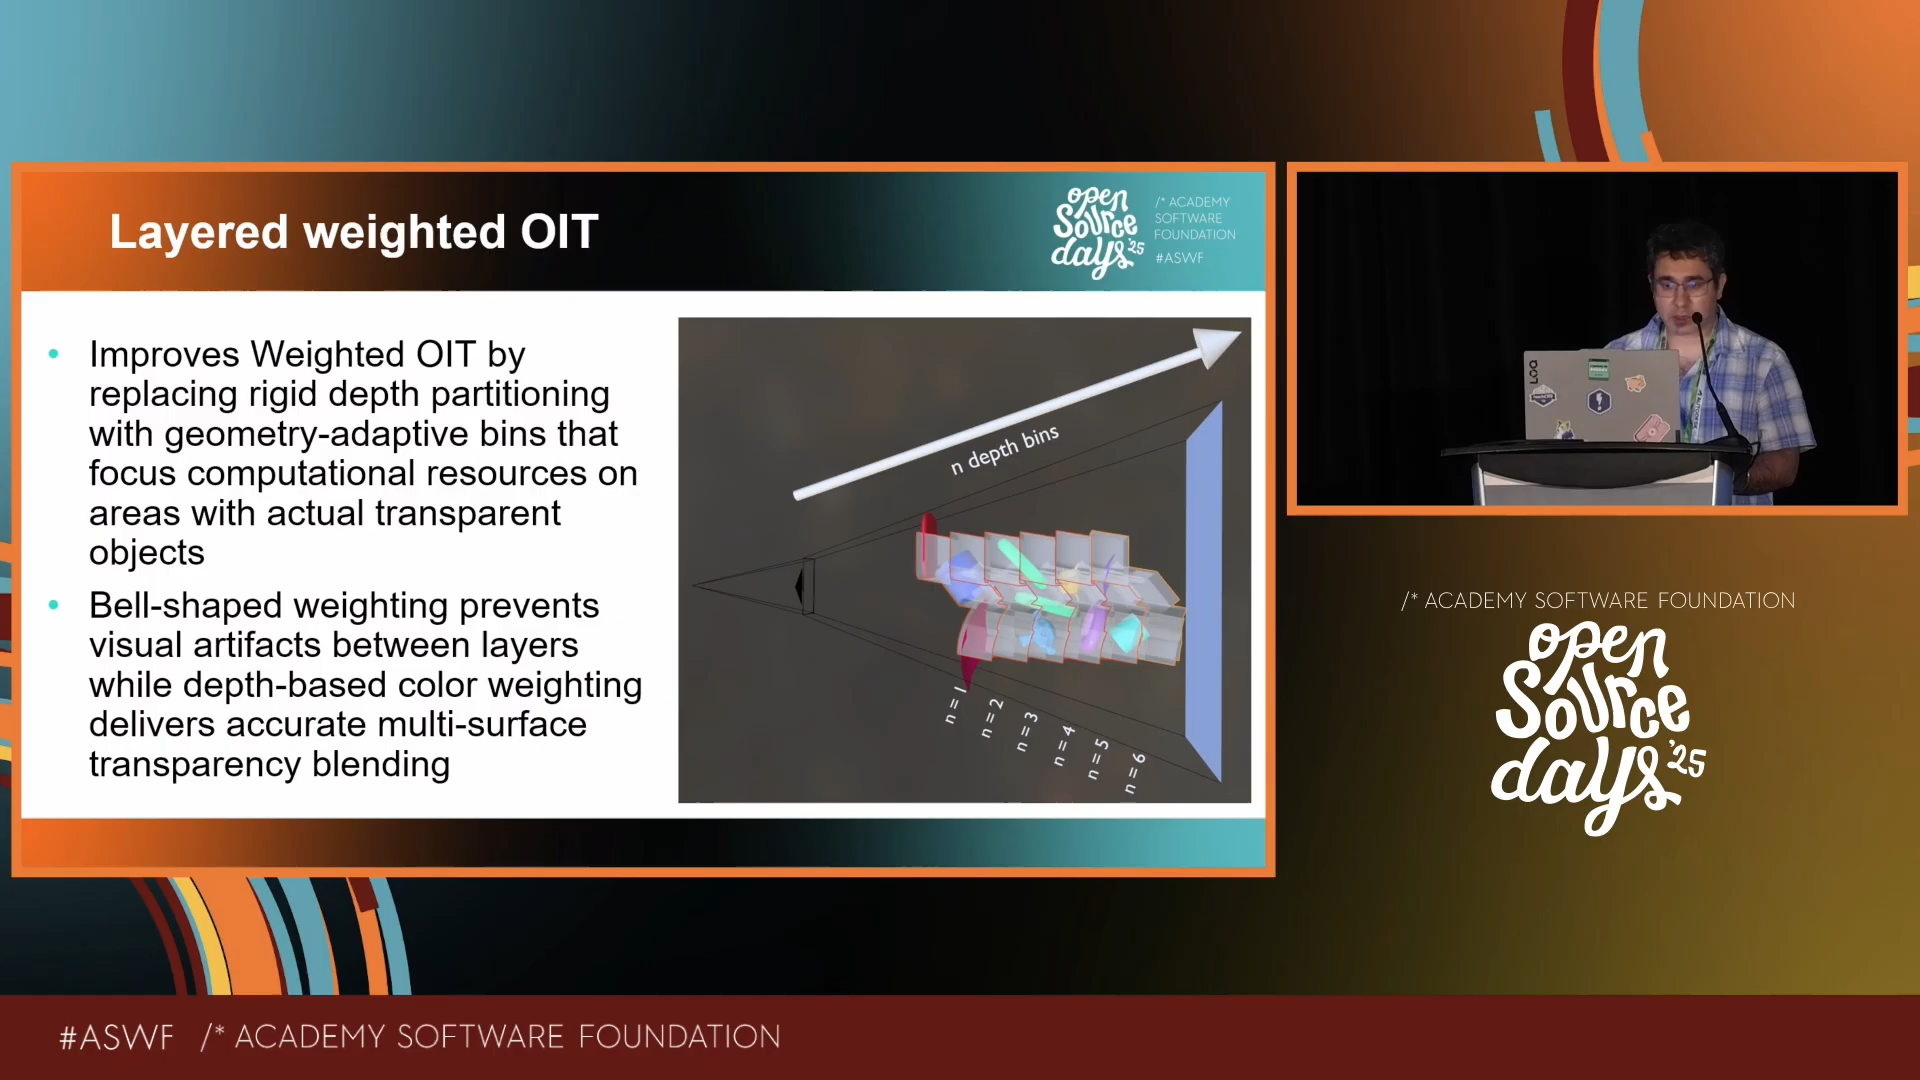 Layered weighted OIT
open
Source
days '25
/* ACADEMY
SOFTWARE
FOUNDATION
#ASWF
• Improves Weighted OIT by
replacing rigid depth partitioning
with geometry-adaptive bins that
focus computational resources on
areas with actual transparent
objects
• Bell-shaped weighting prevents
visual artifacts between layers
while depth-based color weighting
delivers accurate multi-surface
transparency blending
n depth bins
n = 1
n = 2
n = 3
n = 4
n = 5
n = 6
LOQ
/* ACADEMY SOFTWARE FOUNDATION
open
Source
days '25
#ASWF /* ACADEMY SOFTWARE FOUNDATION